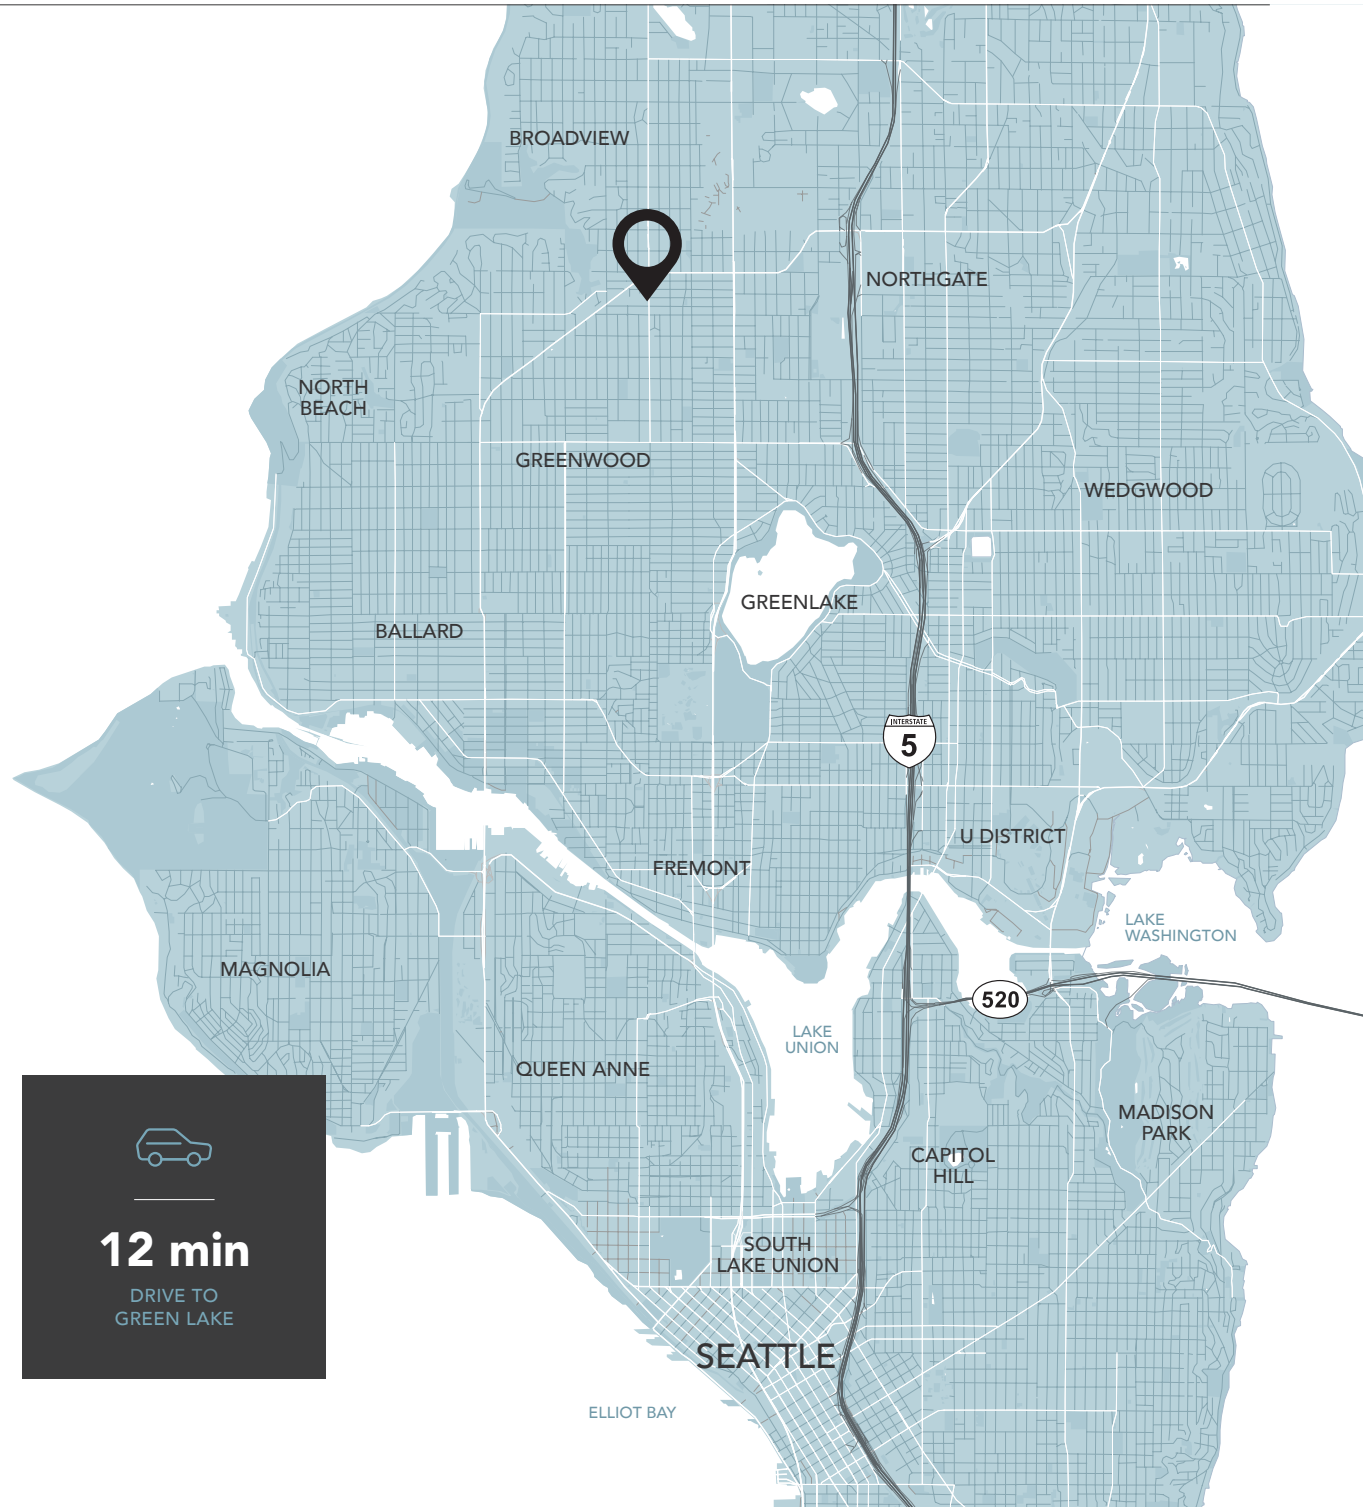 BROADVIEW
NORTHGATE
NORTH
BEACH
GREENWOOD
WEDGWOOD
GREENLAKE
BALLARD
INTERSTATE
5
U DISTRICT
FREMONT
LAKE
WASHINGTON
MAGNOLIA
520
LAKE
UNION
QUEEN ANNE
MADISON
PARK
CAPITOL
HILL
12 min
DRIVE TO
GREEN LAKE
SOUTH
LAKE UNION
SEATTLE
ELLIOT BAY